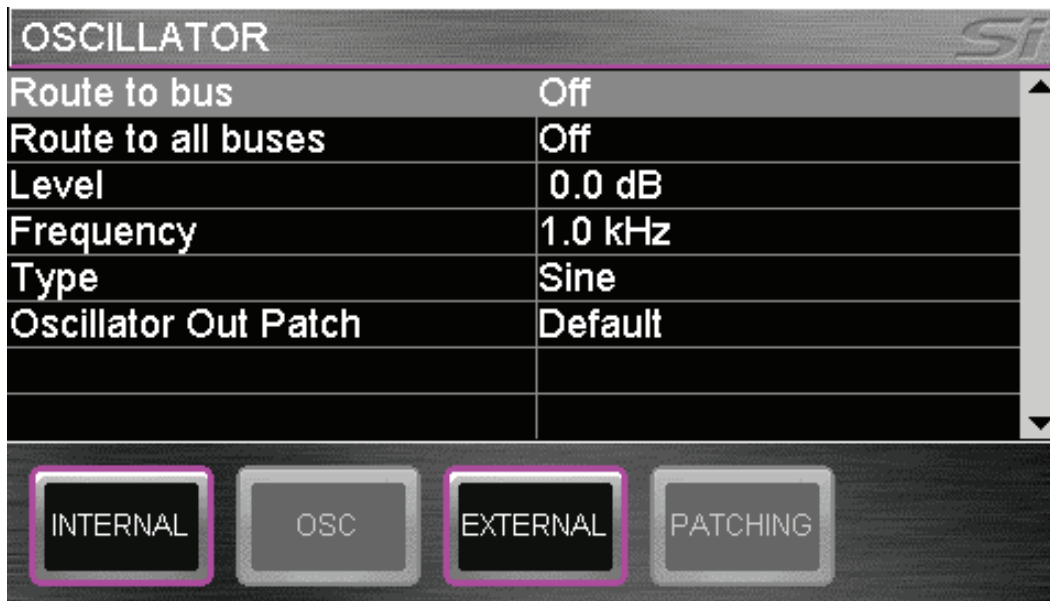 OSCILLATOR Si
Route to bus Off
Route to all buses Off
Level 0.0 dB
Frequency 1.0 kHz
Type Sine
Oscillator Out Patch Default
INTERNAL OSC EXTERNAL PATCHING